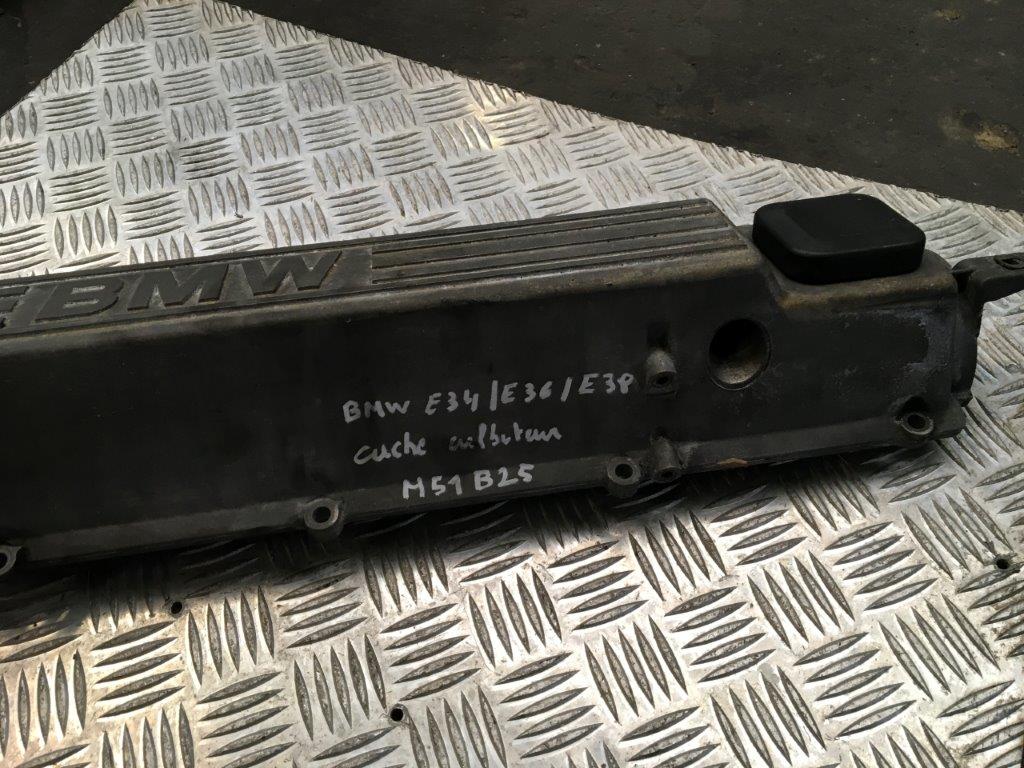 BMW
BMW E34/E36/E38
cache culbuteur
M51 B25